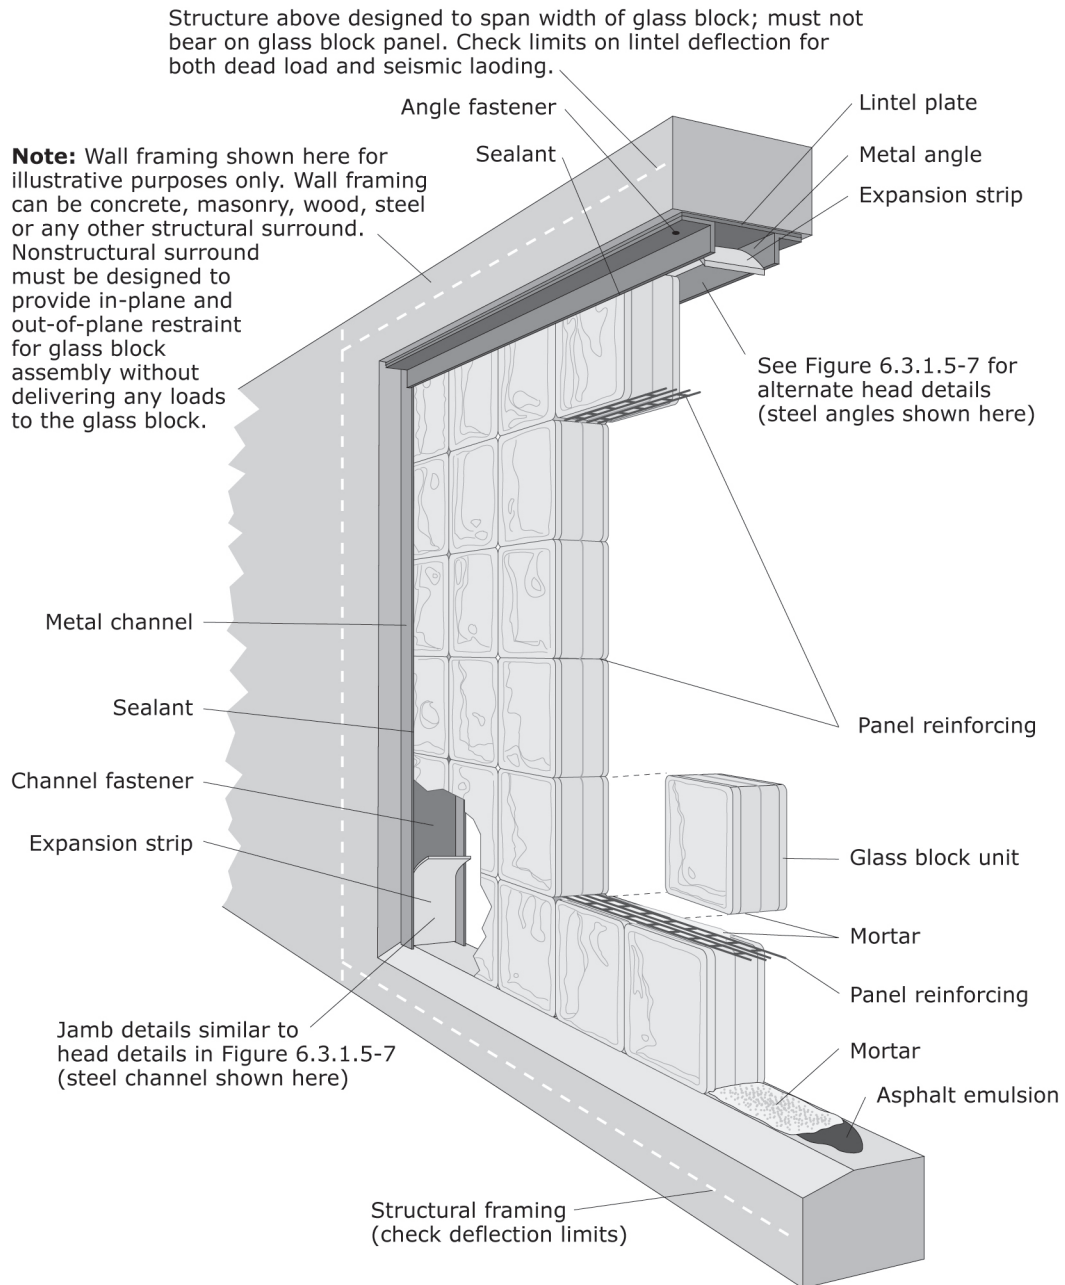 Structure above designed to span width of glass block; must not
bear on glass block panel. Check limits on lintel deflection for
both dead load and seismic laoding.
Angle fastener
Lintel plate
Note: Wall framing shown here for
illustrative purposes only. Wall framing
can be concrete, masonry, wood, steel
or any other structural surround.
Nonstructural surround
must be designed to
provide in-plane and
out-of-plane restraint
for glass block
assembly without
delivering any loads
to the glass block.
Sealant
Metal angle
Expansion strip
See Figure 6.3.1.5-7 for
alternate head details
(steel angles shown here)
Metal channel
Sealant
Panel reinforcing
Channel fastener
Expansion strip
Glass block unit
Mortar
Panel reinforcing
Jamb details similar to
head details in Figure 6.3.1.5-7
(steel channel shown here)
Mortar
Asphalt emulsion
Structural framing
(check deflection limits)